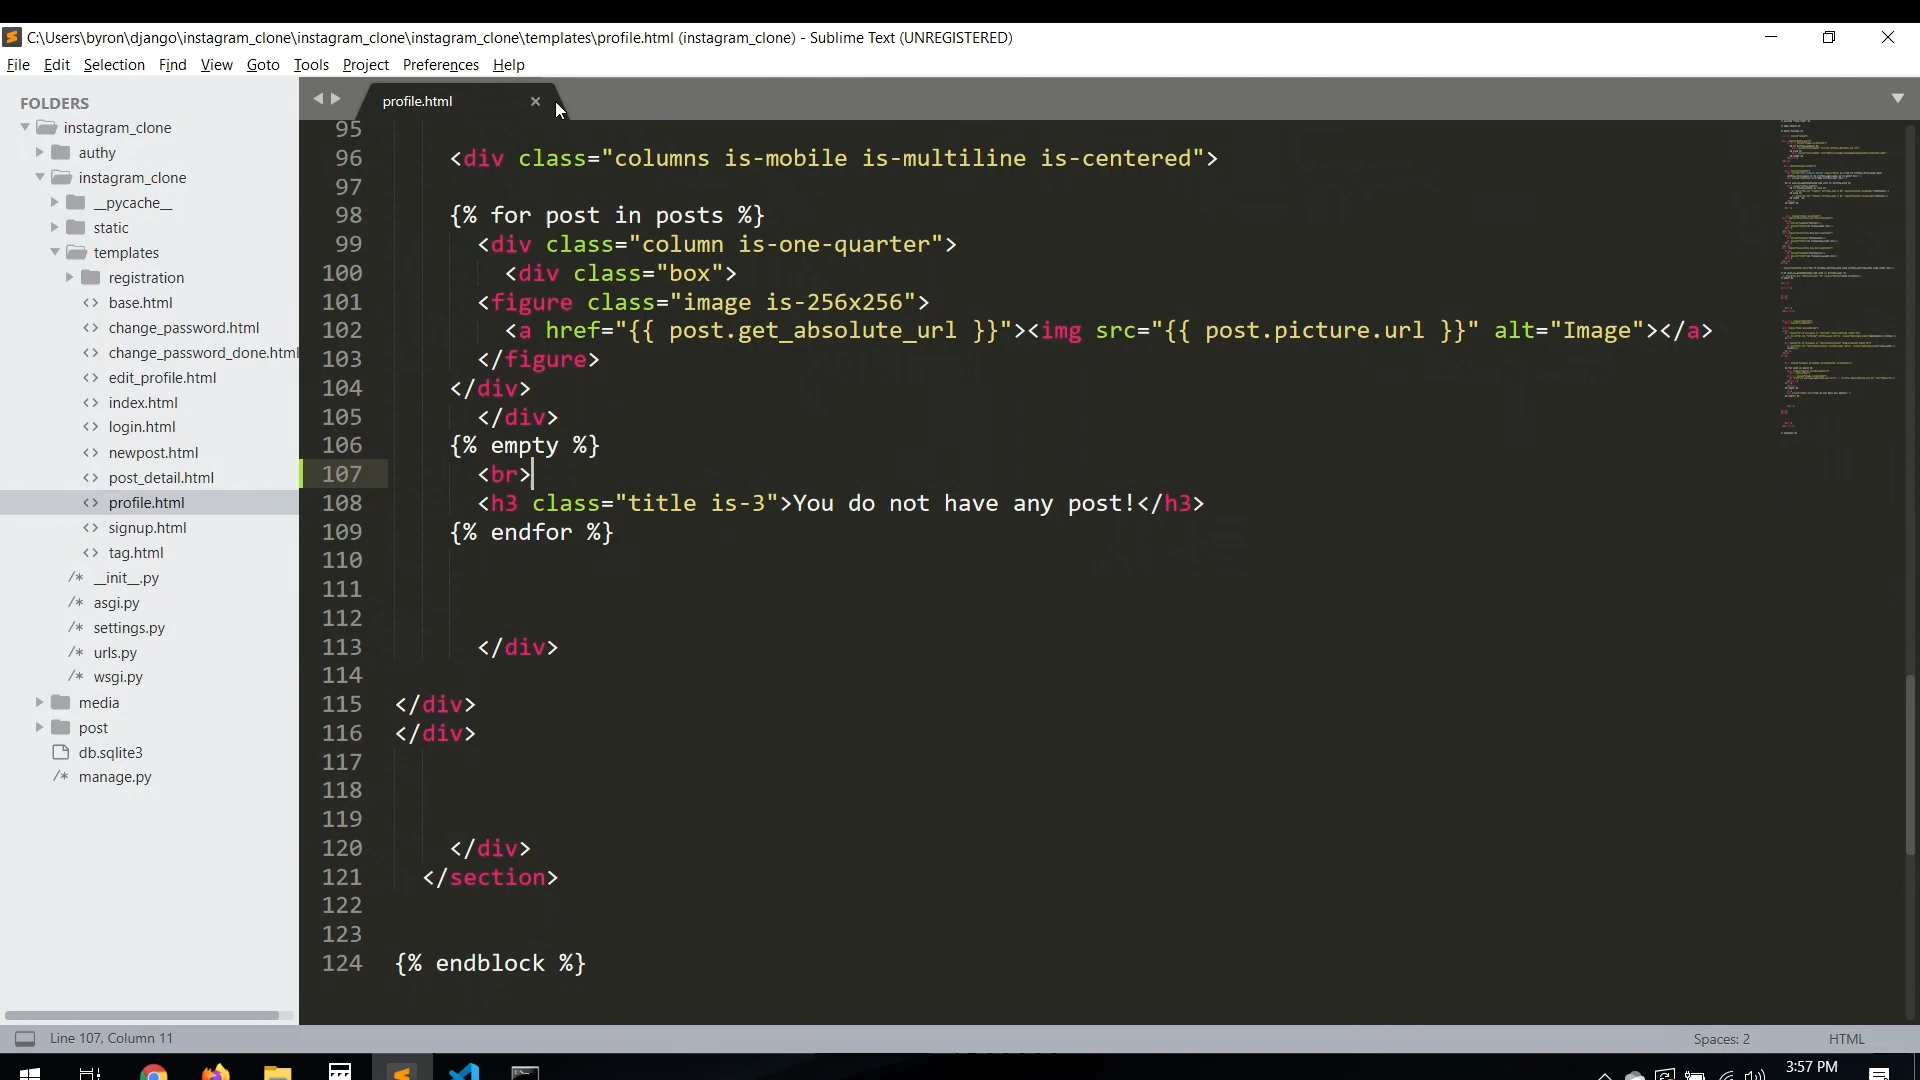 C:\Users\byron\django\instagram_clone\instagram_clone\instagram_clone\templates\profile.html (instagram_clone) - Sublime Text (UNREGISTERED)
File Edit Selection Find View Goto Tools Project Preferences Help
FOLDERS
instagram_clone
authy
instagram_clone
__pycache__
static
templates
registration
base.html
change_password.html
change_password_done.html
edit_profile.html
index.html
login.html
newpost.html
post_detail.html
profile.html
signup.html
tag.html
__init__.py
asgi.py
settings.py
urls.py
wsgi.py
media
post
db.sqlite3
manage.py
profile.html
95
96 <div class="columns is-mobile is-multiline is-centered">
97
98 {% for post in posts %}
99 <div class="column is-one-quarter">
100 <div class="box">
101 <figure class="image is-256x256">
102 <a href="{{ post.get_absolute_url }}"><img src="{{ post.picture.url }}" alt="Image"></a>
103 </figure>
104 </div>
105 </div>
106 {% empty %}
107 <br>
108 <h3 class="title is-3">You do not have any post!</h3>
109 {% endfor %}
110
111
112
113 </div>
114
115 </div>
116 </div>
117
118
119
120 </div>
121 </section>
122
123
124 {% endblock %}
Line 107, Column 11
Spaces: 2
HTML
3:57 PM